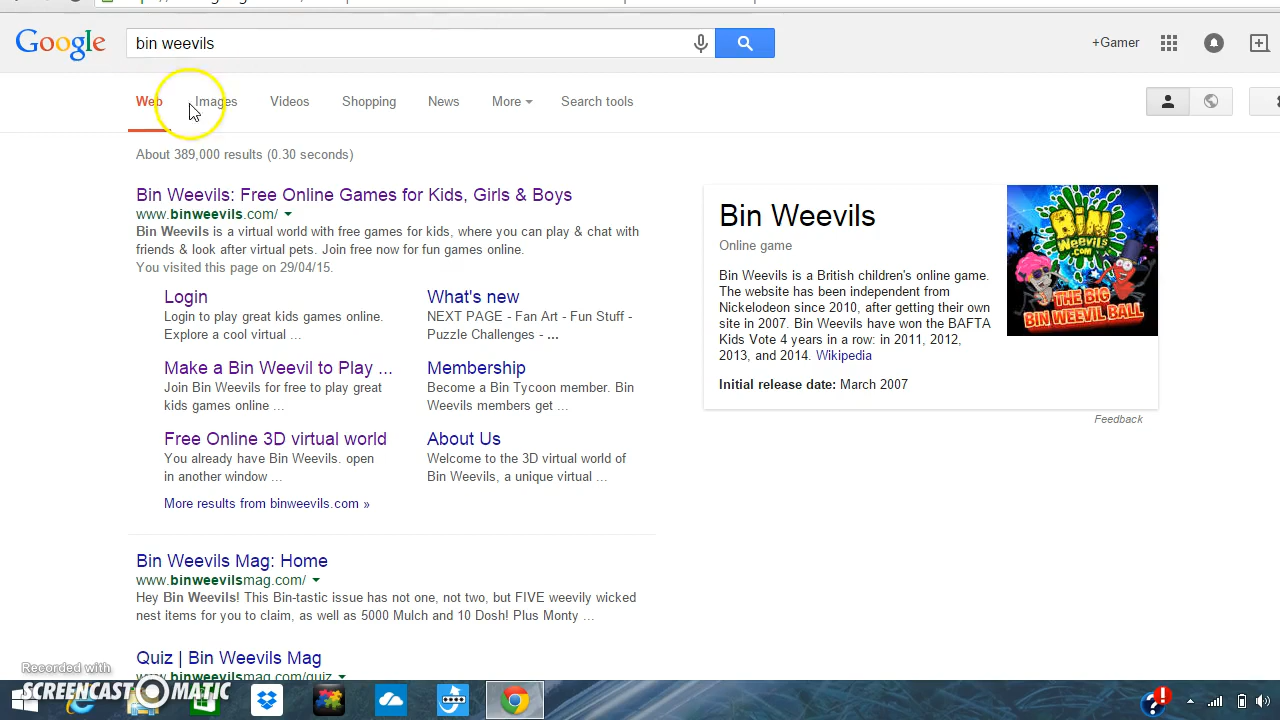 Google
bin weevils
+Gamer
Web Images Videos Shopping News More Search tools
About 389,000 results (0.30 seconds)
Bin Weevils: Free Online Games for Kids, Girls & Boys
www.binweevils.com/
Bin Weevils is a virtual world with free games for kids, where you can play & chat with
friends & look after virtual pets. Join free now for fun games online.
You visited this page on 29/04/15.
Login
Login to play great kids games online.
Explore a cool virtual ...
What's new
NEXT PAGE - Fan Art - Fun Stuff -
Puzzle Challenges - ...
Make a Bin Weevil to Play ...
Join Bin Weevils for free to play great
kids games online ...
Membership
Become a Bin Tycoon member. Bin
Weevils members get ...
Free Online 3D virtual world
You already have Bin Weevils. open
in another window ...
About Us
Welcome to the 3D virtual world of
Bin Weevils, a unique virtual ...
More results from binweevils.com »
Bin Weevils Mag: Home
www.binweevilsmag.com/
Hey Bin Weevils! This Bin-tastic issue has not one, not two, but FIVE weevily wicked
nest items for you to claim, as well as 5000 Mulch and 10 Dosh! Plus Monty ...
Quiz | Bin Weevils Mag
www.binweevilsmag.com/quiz
Bin Weevils
Online game
Bin Weevils is a British children's online game.
The website has been independent from
Nickelodeon since 2010, after getting their own
site in 2007. Bin Weevils have won the BAFTA
Kids Vote 4 years in a row: in 2011, 2012,
2013, and 2014. Wikipedia
Initial release date: March 2007
BiN
WEEVILS
.COM
THE BIG
BIN WEEVIL BALL
Feedback
Recorded with
SCREENCAST MATIC